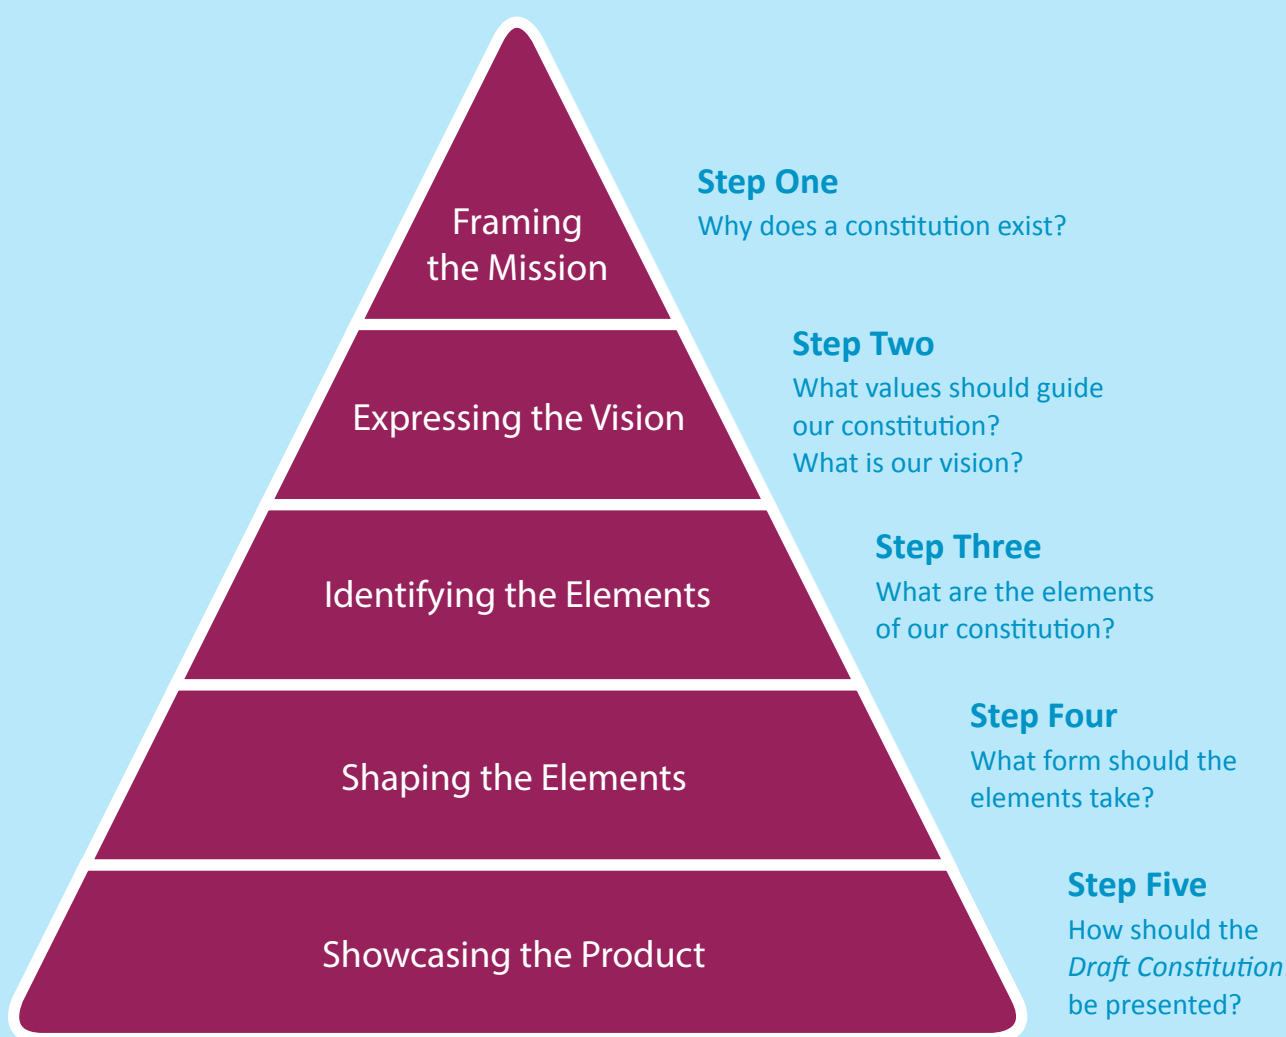 Framing
the Mission
Step One
Why does a constitution exist?
Expressing the Vision
Step Two
What values should guide
our constitution?
What is our vision?
Identifying the Elements
Step Three
What are the elements
of our constitution?
Shaping the Elements
Step Four
What form should the
elements take?
Showcasing the Product
Step Five
How should the
Draft Constitution
be presented?